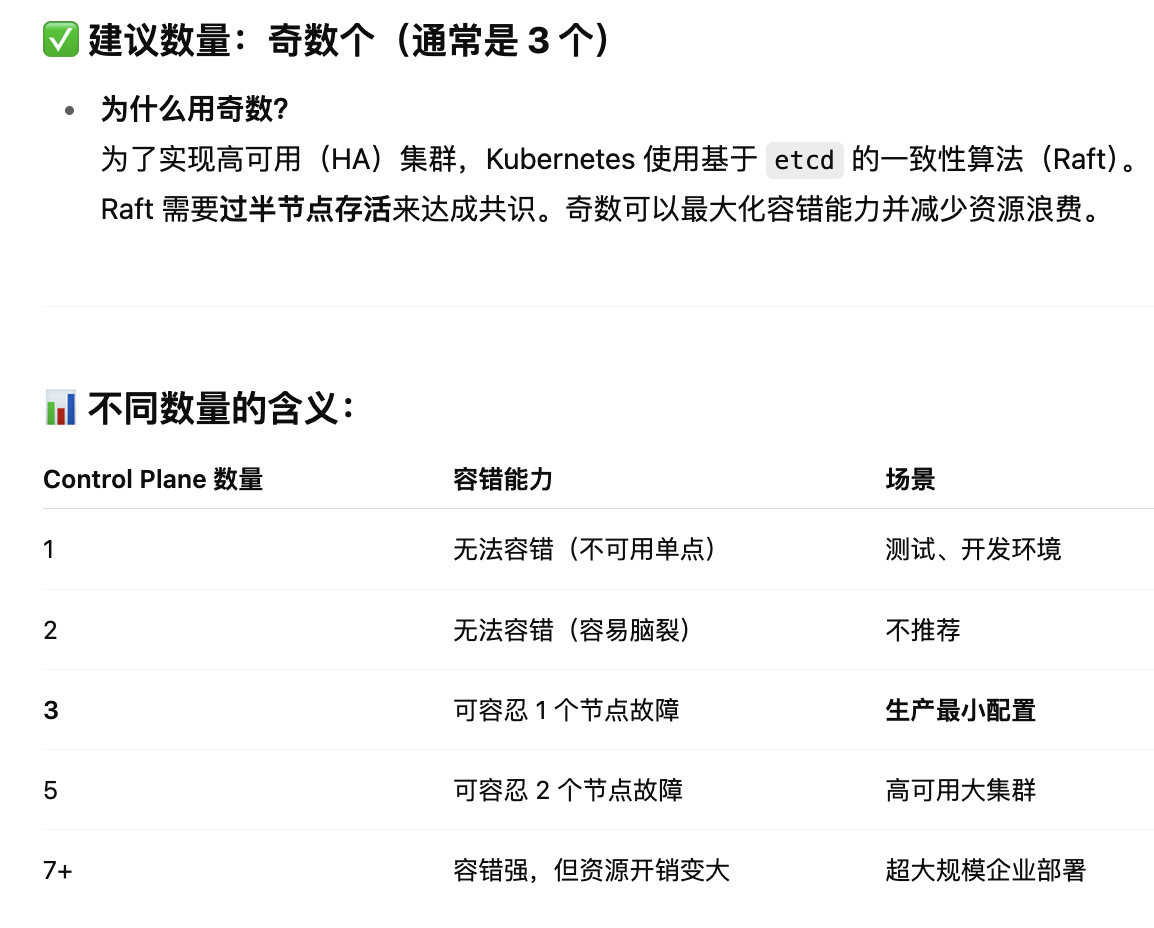 ✅ 建议数量：奇数个（通常是 3 个）
• 为什么用奇数?
为了实现高可用（HA）集群，Kubernetes 使用基于 etcd 的一致性算法（Raft）。
Raft 需要过半节点存活来达成共识。奇数可以最大化容错能力并减少资源浪费。
📊 不同数量的含义：
Control Plane 数量 容错能力 场景
1 无法容错（不可用单点） 测试、开发环境
2 无法容错（容易脑裂） 不推荐
3 可容忍 1 个节点故障 生产最小配置
5 可容忍 2 个节点故障 高可用大集群
7+ 容错强，但资源开销变大 超大规模企业部署